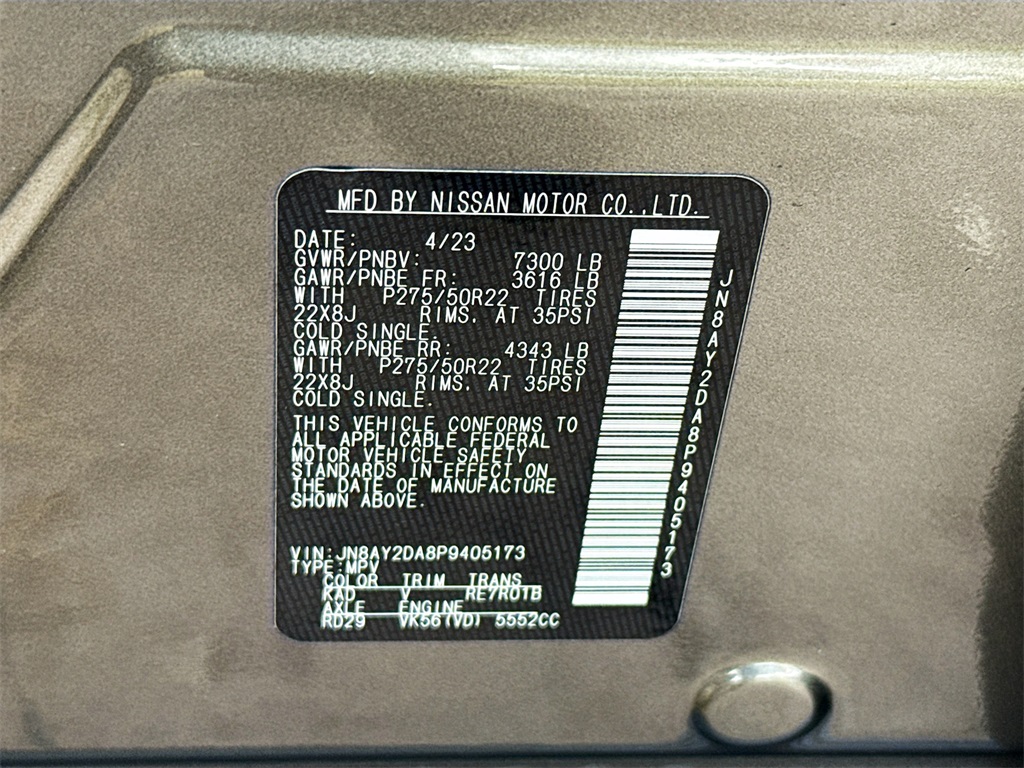 MFD BY NISSAN MOTOR CO.,LTD.
DATE: 4/23
GVWR/PNBV: 7300 LB
GAWR/PNBE FR: 3616 LB
WITH P275/50R22 TIRES
22X8J RIMS. AT 35PSI
COLD SINGLE.
GAWR/PNBE RR: 4343 LB
WITH P275/50R22 TIRES
22X8J RIMS. AT 35PSI
COLD SINGLE.
THIS VEHICLE CONFORMS TO
ALL APPLICABLE FEDERAL
MOTOR VEHICLE SAFETY
STANDARDS IN EFFECT ON
THE DATE OF MANUFACTURE
SHOWN ABOVE.
VIN:JN8AY2DA8P9405173
TYPE:MPV
COLOR TRIM TRANS
KAD V RE7R01B
AXLE ENGINE
RD29 VK56(VD) 5552CC
JN8AY2DA8P9405173